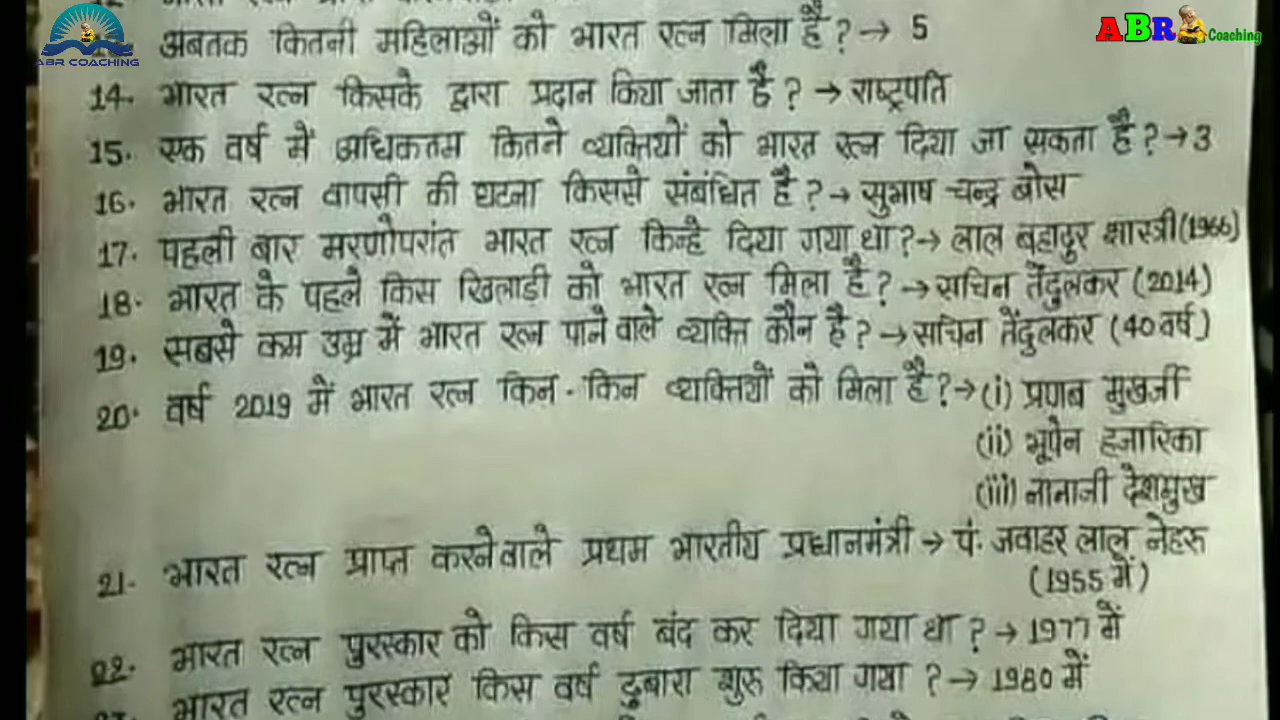 ABR COACHING
ABR Coaching
अबतक कितनी महिलाओं को भारत रत्न मिला है? → 5
14. भारत रत्न किसके द्वारा प्रदान किया जाता है? → राष्ट्रपति
15. एक वर्ष में अधिकतम कितने व्यक्तियों को भारत रत्न दिया जा सकता है? → 3
16. भारत रत्न वापसी की घटना किससे संबंधित है? → सुभाष चन्द्र बोस
17. पहली बार मरणोपरांत भारत रत्न किन्हे दिया गया था? → लाल बहादुर शास्त्री (1966)
18. भारत के पहले किस खिलाडी को भारत रत्न मिला है? → सचिन तेंदुलकर (2014)
19. सबसे कम उम्र में भारत रत्न पाने वाले व्यक्ति कौन है? → सचिन तेंदुलकर (40 वर्ष)
20. वर्ष 2019 में भारत रत्न किन-किन व्यक्तियों को मिला है? → (i) प्रणब मुखर्जी
(ii) भूपेन हजारिका
(iii) नानाजी देशमुख
21. भारत रत्न प्राप्त करने वाले प्रथम भारतीय प्रधानमंत्री → पं. जवाहर लाल नेहरू
(1955 में)
22. भारत रत्न पुरस्कार को किस वर्ष बंद कर दिया गया था? → 1977 में
भारत रत्न पुरस्कार किस वर्ष दुबारा शुरू किया गया? → 1980 में